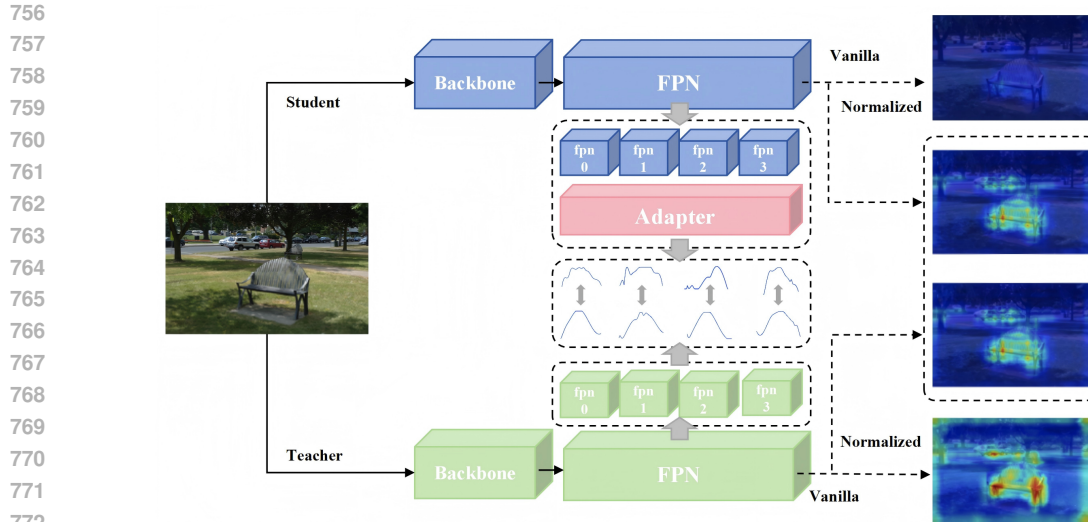 756
757
758
759
760
761
762
763
764
765
766
767
768
769
770
771
772
Vanilla
Backbone
FPN
Student
Normalized
fpn 0
fpn 1
fpn 2
fpn 3
Adapter
fpn 0
fpn 1
fpn 2
fpn 3
Teacher
Normalized
Backbone
FPN
Vanilla